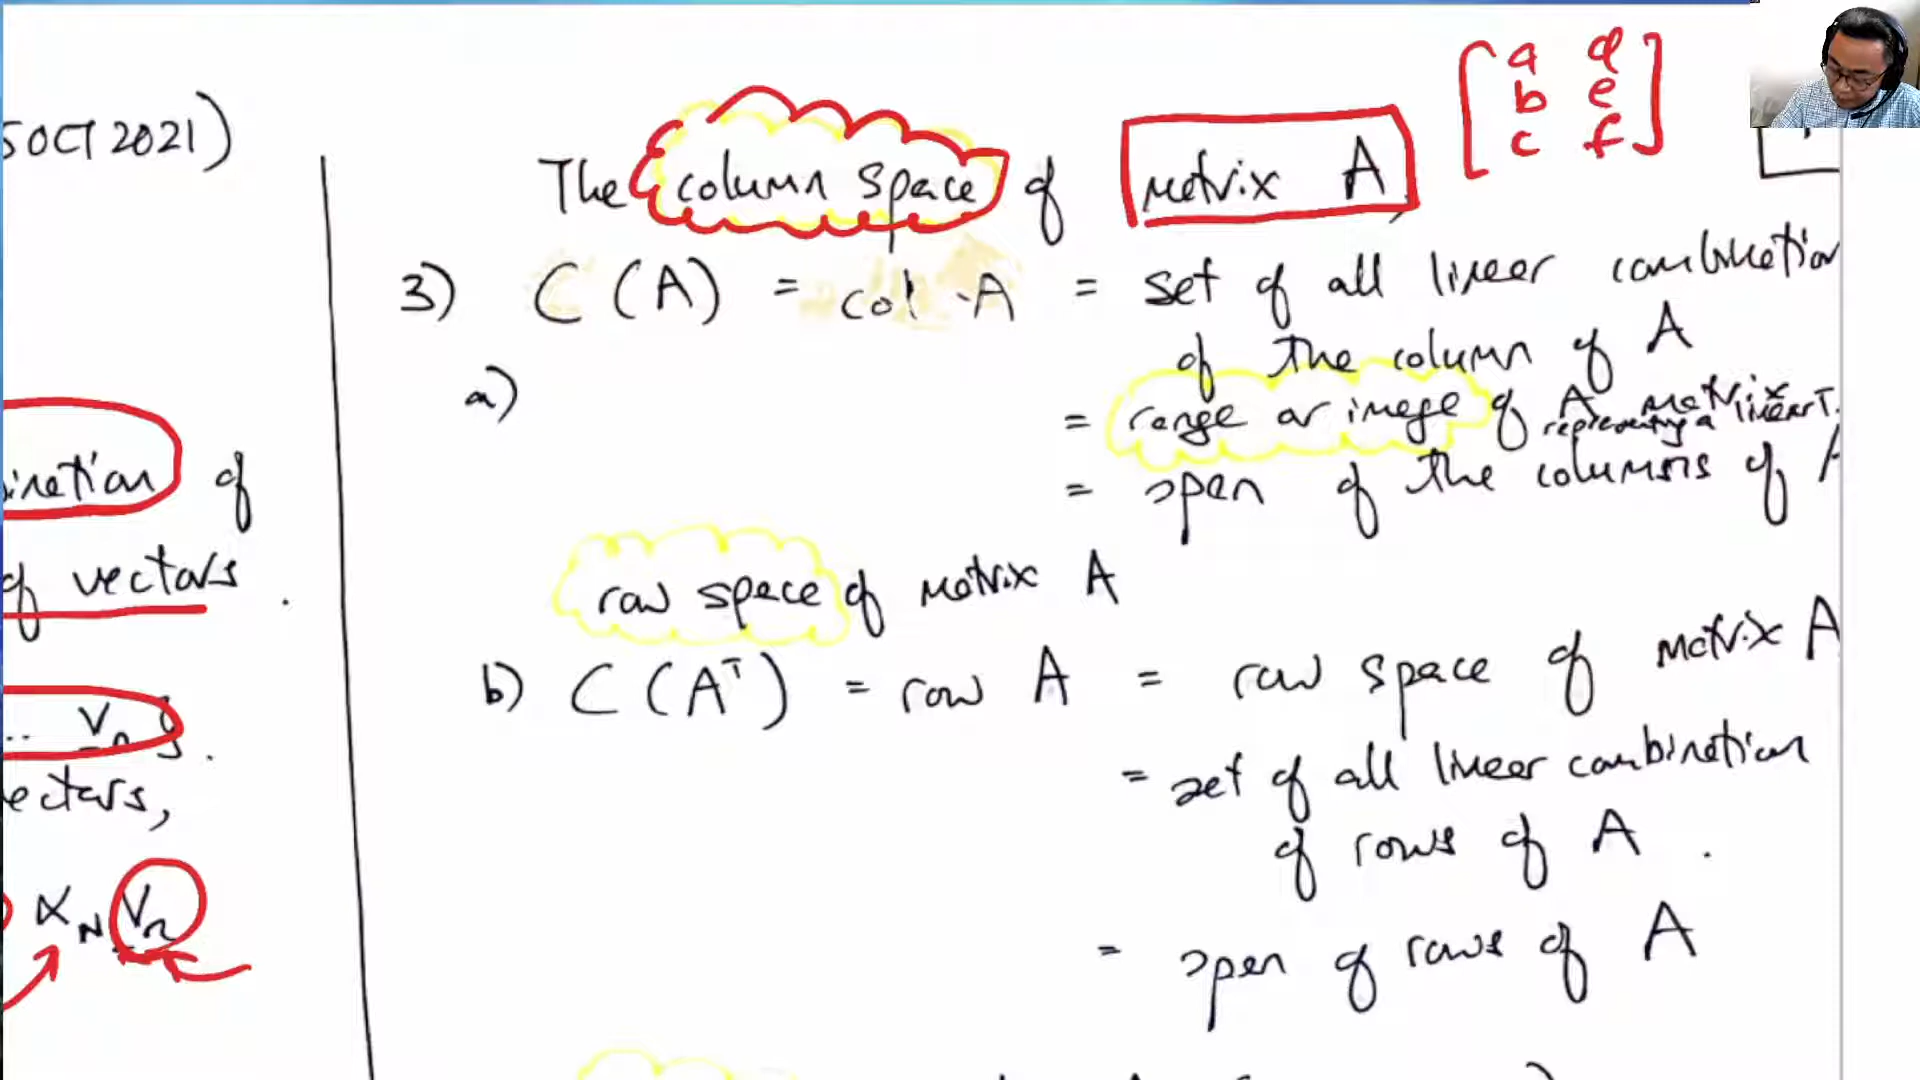 5OCT 2021)
of
of vectors.
.. Vn }.
ectors,
αN Vn
a d
b e
c f
The column space of matrix A,
3) C (A) = col A = set of all linear combination
of the column of A
a)
= range or image of A matrix
representing a linear T.
= span of the columns of A
row space of matrix A
b) C (Aᵀ) = row A = row space of matrix A
= set of all linear combination
of rows of A.
= span of rows of A